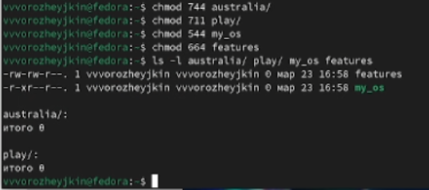 vvvorozheyjkin@fedora:~$ chmod 744 australia/
vvvorozheyjkin@fedora:~$ chmod 711 play/
vvvorozheyjkin@fedora:~$ chmod 544 my_os
vvvorozheyjkin@fedora:~$ chmod 664 features
vvvorozheyjkin@fedora:~$ ls -l australia/ play/ my_os features
-rw-rw-r--. 1 vvvorozheyjkin vvvorozheyjkin 0 мар 23 16:58 features
-r-xr--r--. 1 vvvorozheyjkin vvvorozheyjkin 0 мар 23 16:58 my_os
australia/:
итого 0
play/:
итого 0
vvvorozheyjkin@fedora:~$